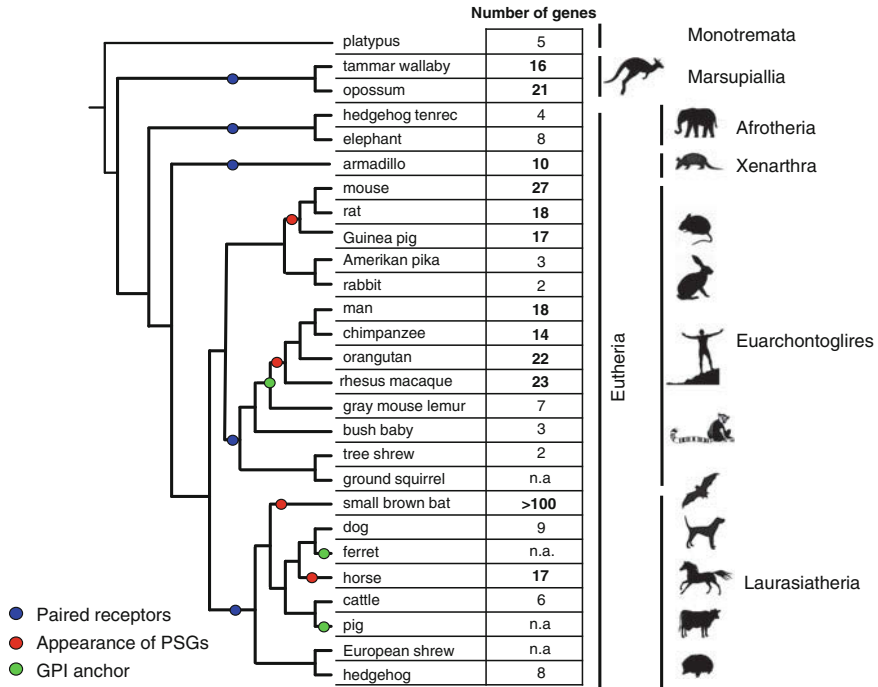 Number of genes
platypus 5
tammar wallaby 16
opossum 21
hedgehog tenrec 4
elephant 8
armadillo 10
mouse 27
rat 18
Guinea pig 17
Amerikan pika 3
rabbit 2
man 18
chimpanzee 14
orangutan 22
rhesus macaque 23
gray mouse lemur 7
bush baby 3
tree shrew 2
ground squirrel n.a
small brown bat >100
dog 9
ferret n.a.
horse 17
cattle 6
pig n.a
European shrew n.a
hedgehog 8
Eutheria
Monotremata
Marsupiallia
Afrotheria
Xenarthra
Euarchontoglires
Laurasiatheria
Paired receptors
Appearance of PSGs
GPI anchor